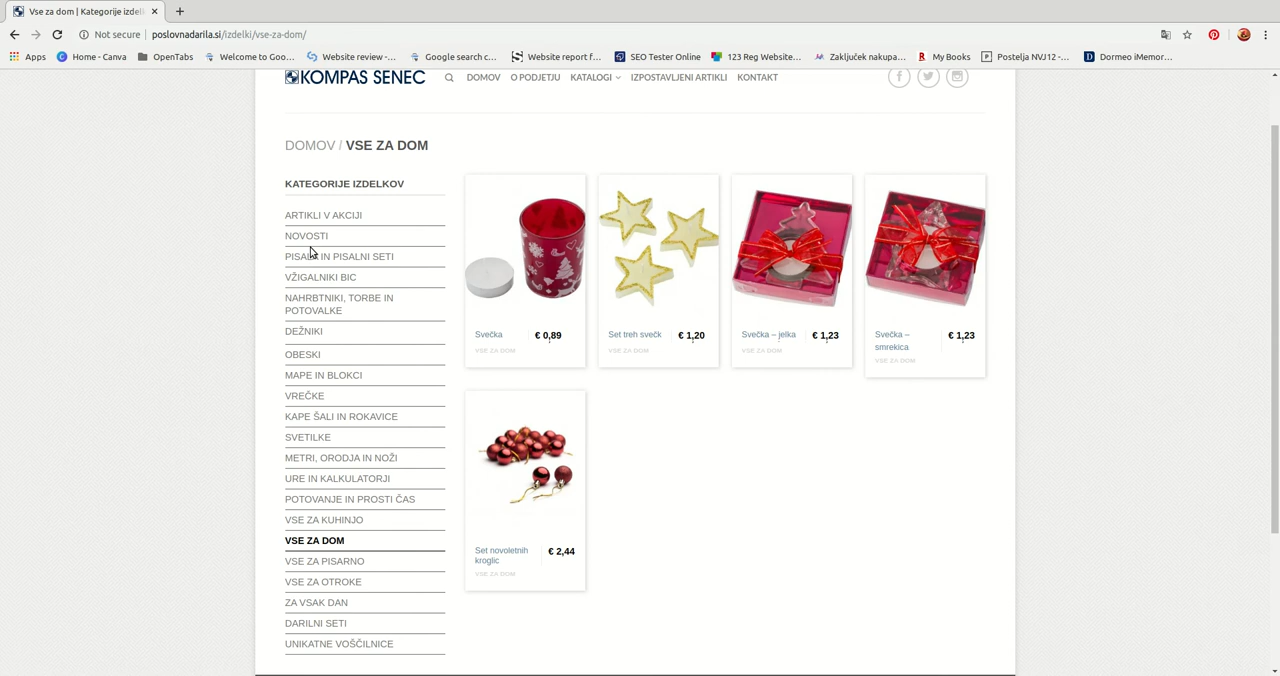 Vse za dom | Kategorije izdel
Not secure | poslovnadarila.si/izdelki/vse-za-dom/
Apps Home - Canva OpenTabs Welcome to Goo... Website review -... Google search c... Website report f... SEO Tester Online 123 Reg Website... Zaključek nakupa... My Books Postelja NVJ12 -... Dormeo iMemor...
KOMPAS SENEC DOMOV O PODJETJU KATALOGI IZPOSTAVLJENI ARTIKLI KONTAKT
DOMOV / VSE ZA DOM
KATEGORIJE IZDELKOV
ARTIKLI V AKCIJI
NOVOSTI
PISALA IN PISALNI SETI
VŽIGALNIKI BIC
NAHRBTNIKI, TORBE IN
POTOVALKE
DEŽNIKI
OBESKI
MAPE IN BLOKCI
VREČKE
KAPE ŠALI IN ROKAVICE
SVETILKE
METRI, ORODJA IN NOŽI
URE IN KALKULATORJI
POTOVANJE IN PROSTI ČAS
VSE ZA KUHINJO
VSE ZA DOM
VSE ZA PISARNO
VSE ZA OTROKE
ZA VSAK DAN
DARILNI SETI
UNIKATNE VOŠČILNICE
Svečka € 0,89
VSE ZA DOM
Set treh svečk € 1,20
VSE ZA DOM
Svečka – jelka € 1,23
VSE ZA DOM
Svečka –
smrekica € 1,23
VSE ZA DOM
Set novoletnih
kroglic € 2,44
VSE ZA DOM